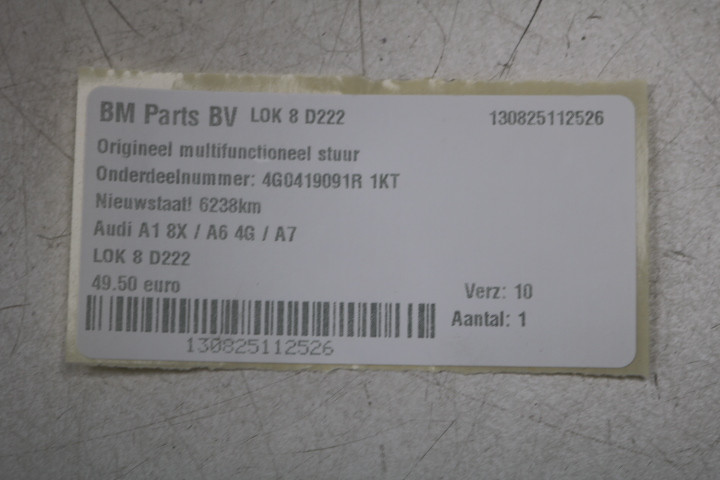 BM Parts BV LOK 8 D222 130825112526
Origineel multifunctioneel stuur
Onderdeelnummer: 4G0419091R 1KT
Nieuwstaat! 6238km
Audi A1 8X / A6 4G / A7
LOK 8 D222
49.50 euro
Verz: 10
Aantal: 1
130825112526